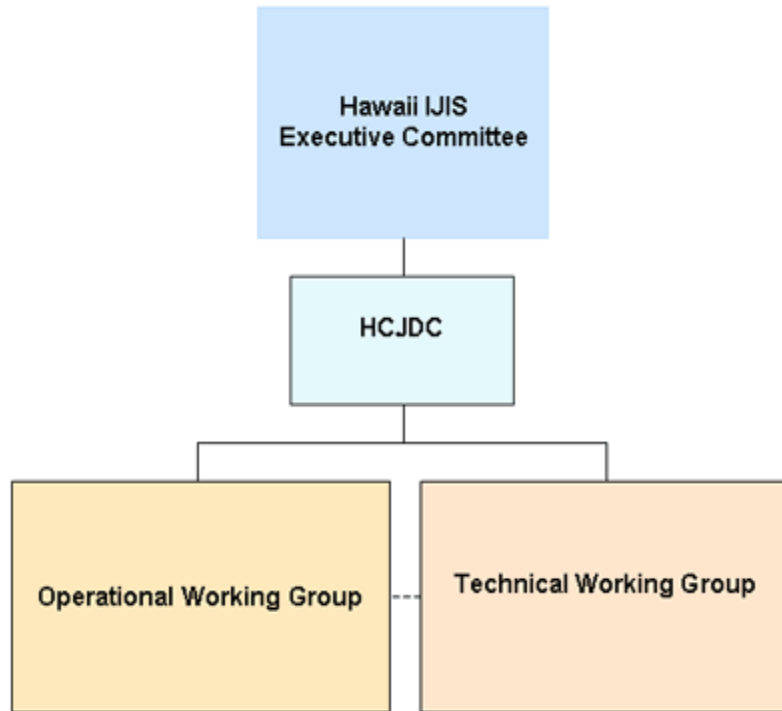 Hawaii IJIS
Executive Committee
HCJDC
Operational Working Group
Technical Working Group